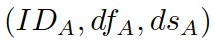 (ID_A, df_A, ds_A)